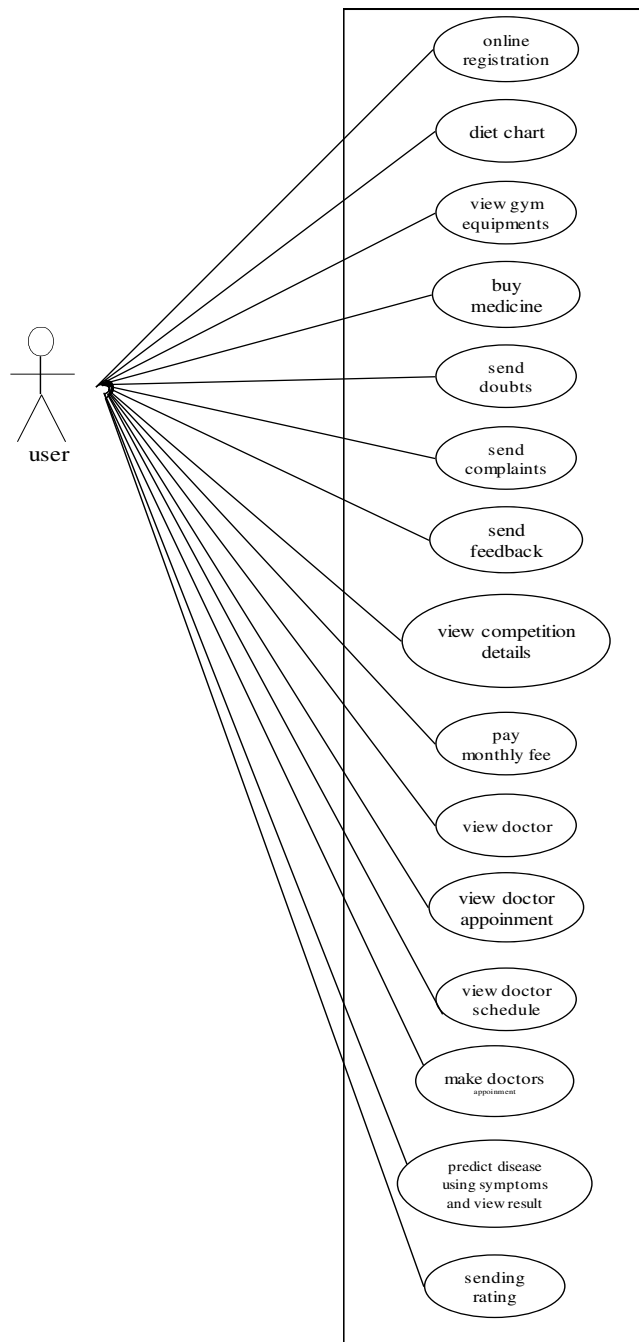 online
registration
diet chart
view gym
equipments
buy
medicine
send
doubts
user
send
complaints
send
feedback
view competition
details
pay
monthly fee
view doctor
view doctor
appoinment
view doctor
schedule
make doctors
appoinment
predict disease
using symptoms
and view result
sending
rating